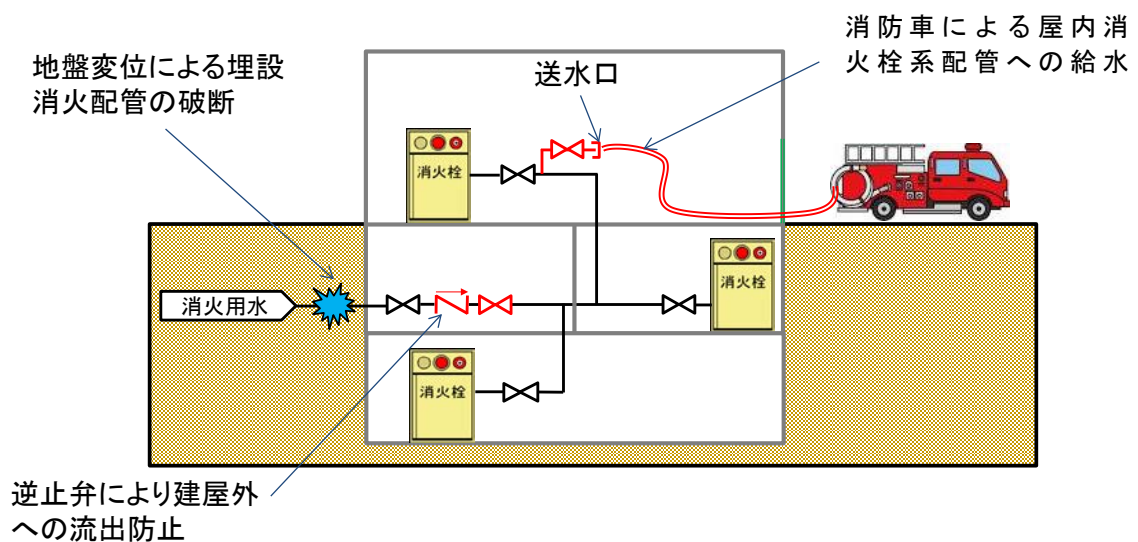 消防車による屋内消
火栓系配管への給水
地盤変位による埋設
消火配管の破断
送水口
消火栓
消火栓
消火用水
消火栓
逆止弁により建屋外
への流出防止